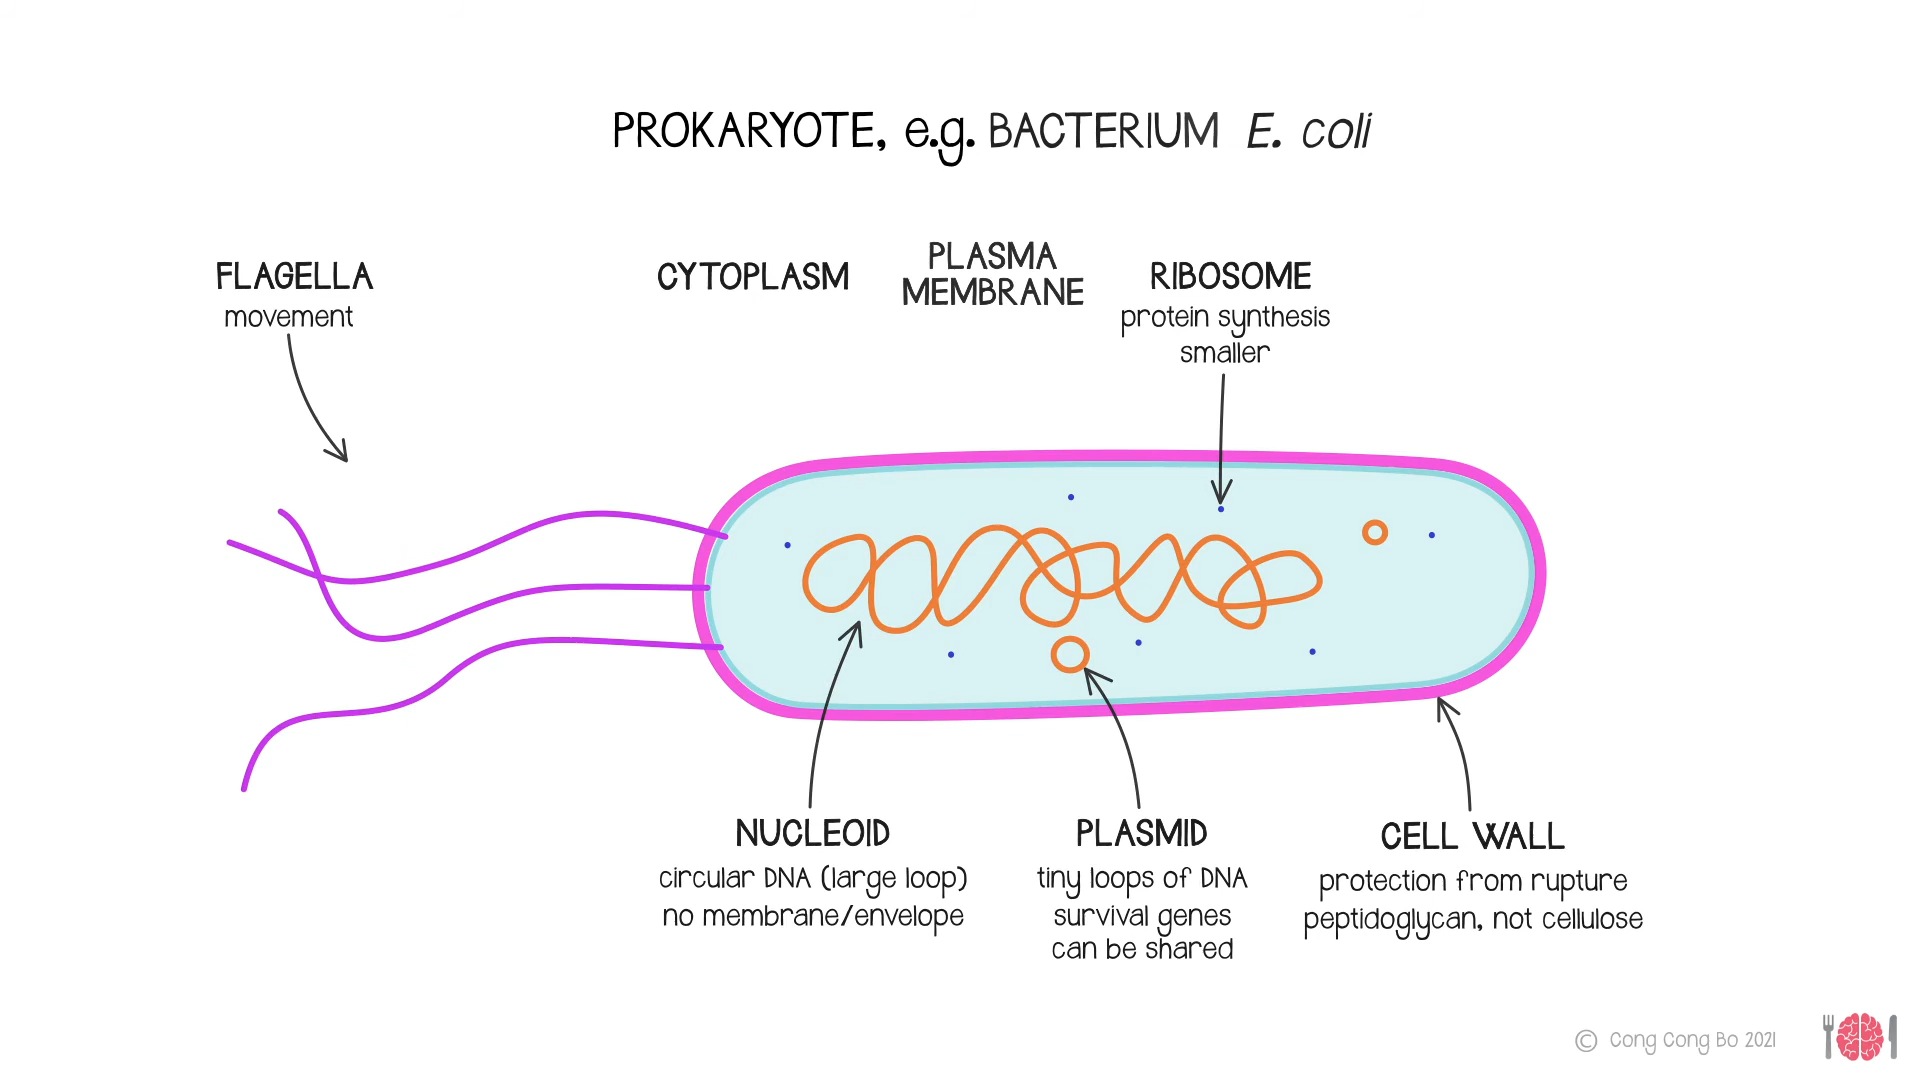 PROKARYOTE, e.g. BACTERIUM E. coli
FLAGELLA
movement
CYTOPLASM
PLASMA
MEMBRANE
RIBOSOME
protein synthesis
smaller
NUCLEOID
circular DNA (large loop)
no membrane/envelope
PLASMID
tiny loops of DNA
survival genes
can be shared
CELL WALL
protection from rupture
peptidoglycan, not cellulose
© Cong Cong Bo 2021